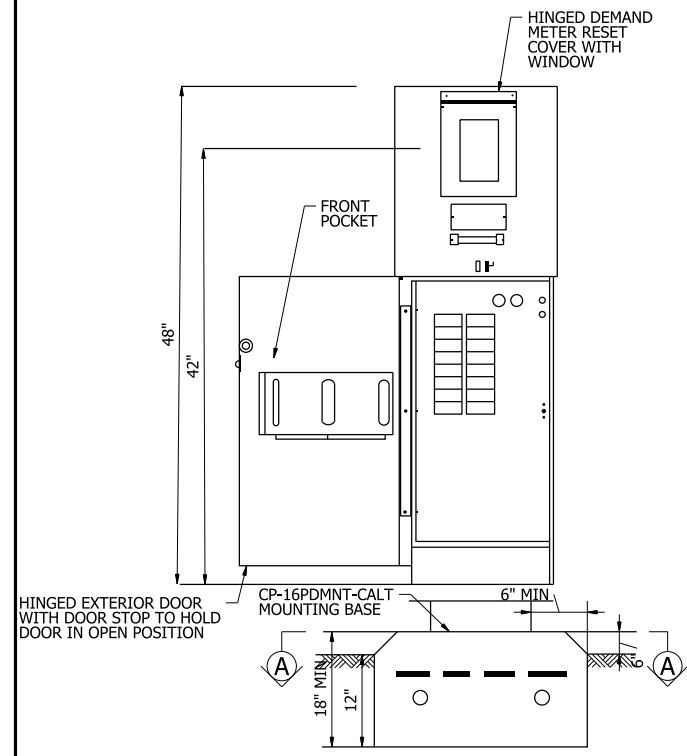 HINGED DEMAND
METER RESET
COVER WITH
WINDOW
FRONT
POCKET
48"
42"
HINGED EXTERIOR DOOR
WITH DOOR STOP TO HOLD
DOOR IN OPEN POSITION
CP-16PDMNT-CALT
MOUNTING BASE
6" MIN
A
18" MIN
12"
6"
A